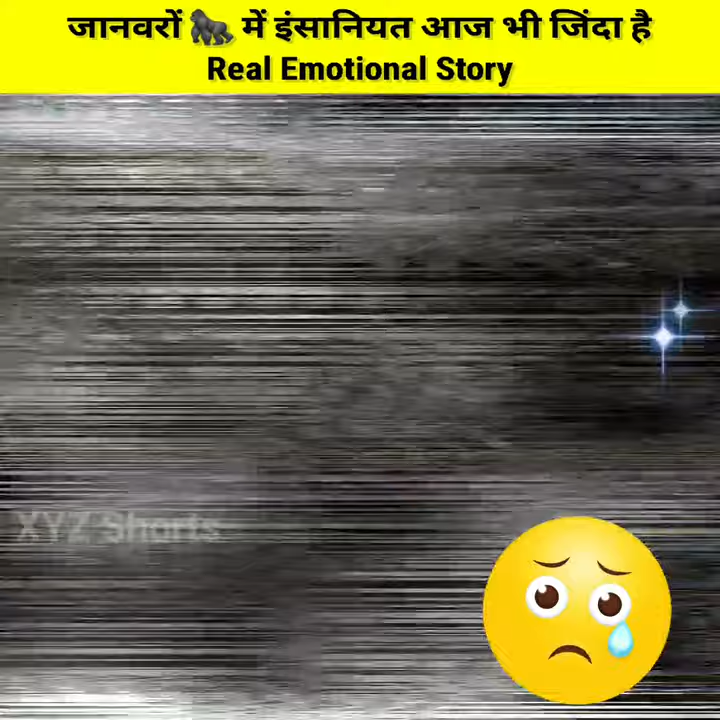 जानवरों 🦍 में इंसानियत आज भी जिंदा है
Real Emotional Story
XYZ Shorts